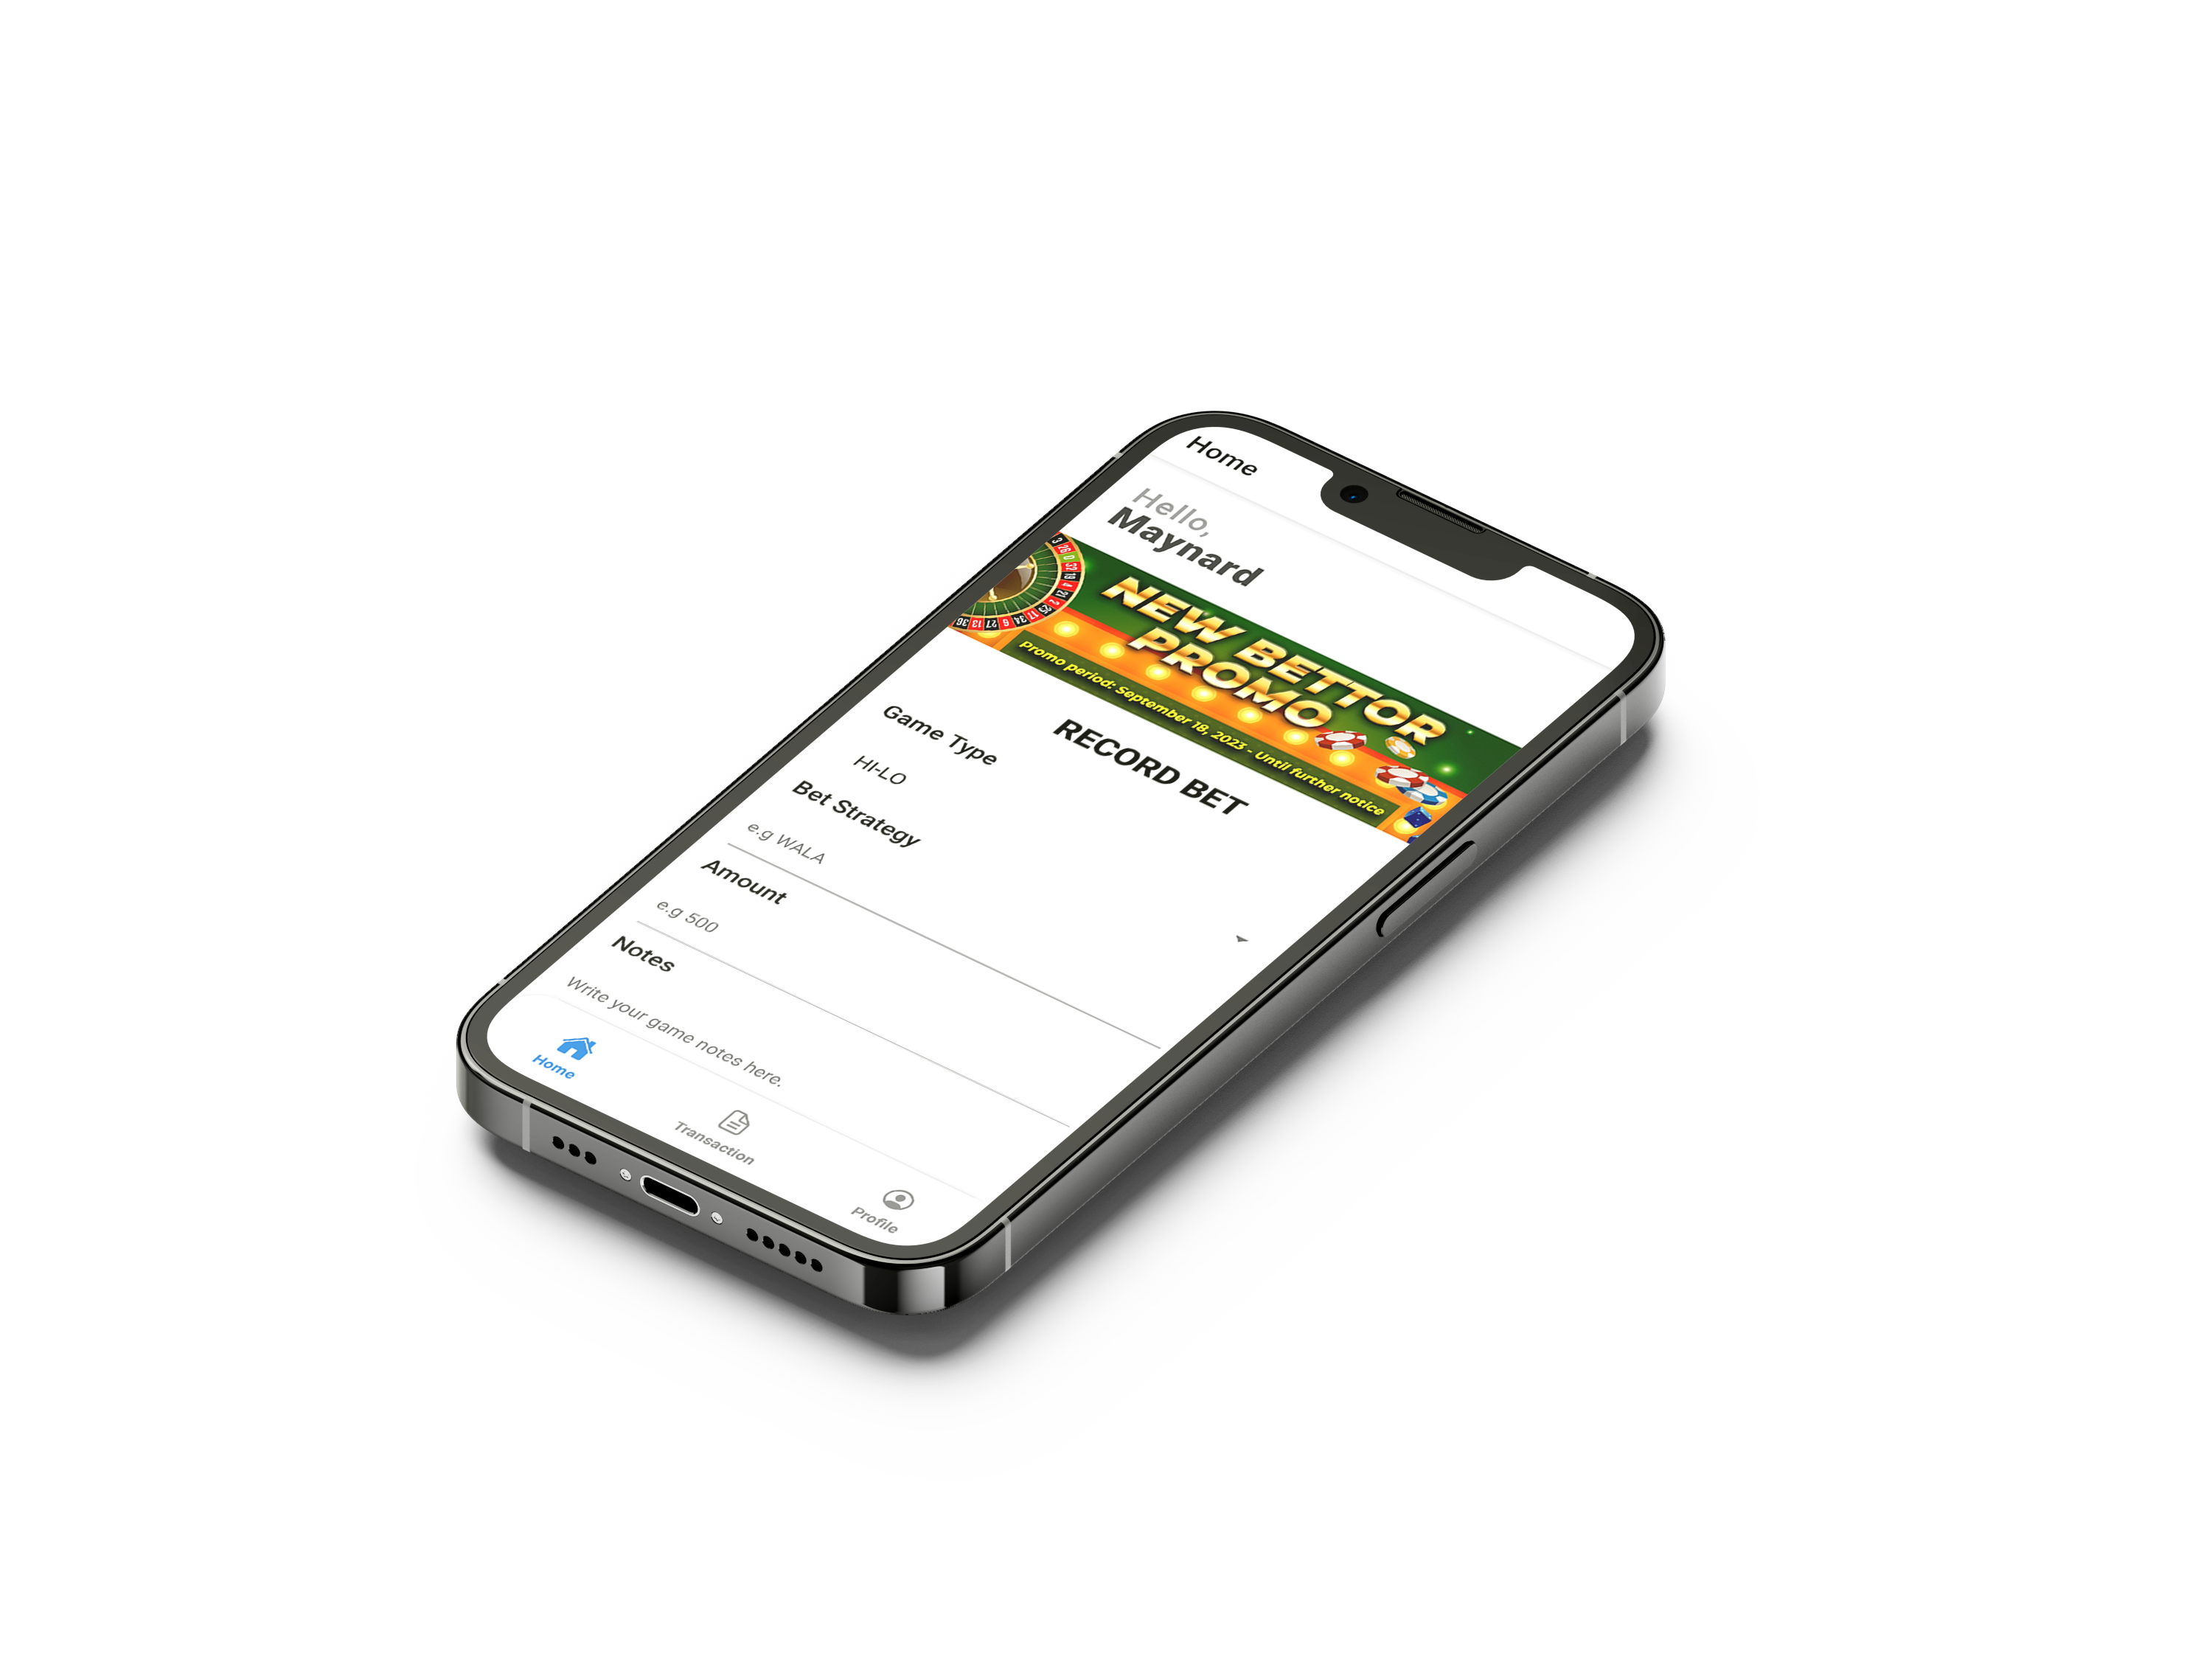 Home
Hello,
Maynard
NEW BETTOR
PROMO
Promo period: September 18, 2023 - Until further notice
RECORD BET
Game Type
HI-LO
Bet Strategy
e.g WALA
Amount
e.g 500
Notes
Write your game notes here.
Home
Transaction
Profile